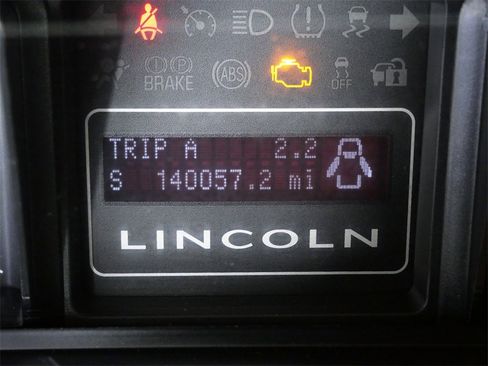 BRAKE ABS OFF
TRIP A 2.2
S 140057.2 mi
LINCOLN